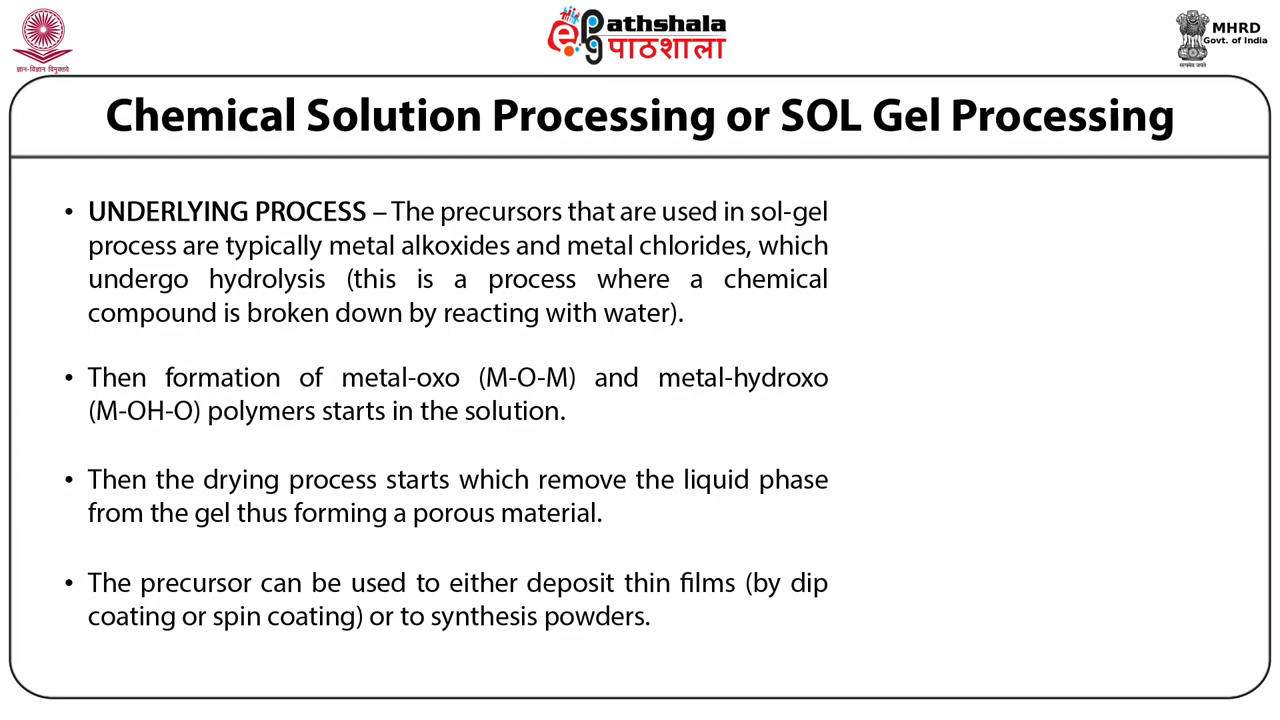 ज्ञान-विज्ञान विमुक्तये
ePg Pathshala
पाठशाला
MHRD
Govt. of India
सत्यमेव जयते
Chemical Solution Processing or SOL Gel Processing
• UNDERLYING PROCESS – The precursors that are used in sol-gel
process are typically metal alkoxides and metal chlorides, which
undergo hydrolysis (this is a process where a chemical
compound is broken down by reacting with water).
• Then formation of metal-oxo (M-O-M) and metal-hydroxo
(M-OH-O) polymers starts in the solution.
• Then the drying process starts which remove the liquid phase
from the gel thus forming a porous material.
• The precursor can be used to either deposit thin films (by dip
coating or spin coating) or to synthesis powders.